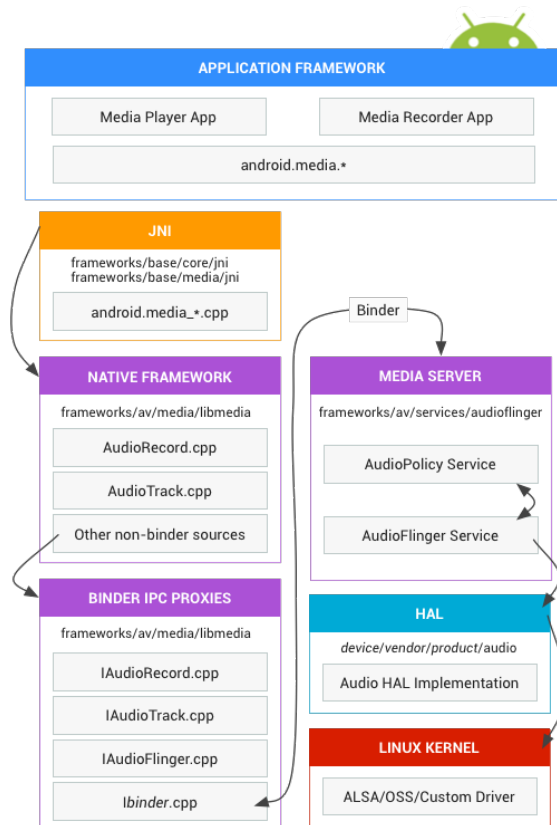 APPLICATION FRAMEWORK
Media Player App
Media Recorder App
android.media.*
JNI
frameworks/base/core/jni
frameworks/base/media/jni
android.media_*.cpp
Binder
NATIVE FRAMEWORK
frameworks/av/media/libmedia
AudioRecord.cpp
AudioTrack.cpp
Other non-binder sources
MEDIA SERVER
frameworks/av/services/audioflinger
AudioPolicy Service
AudioFlinger Service
BINDER IPC PROXIES
frameworks/av/media/libmedia
IAudioRecord.cpp
IAudioTrack.cpp
IAudioFlinger.cpp
Ibinder.cpp
HAL
device/vendor/product/audio
Audio HAL Implementation
LINUX KERNEL
ALSA/OSS/Custom Driver